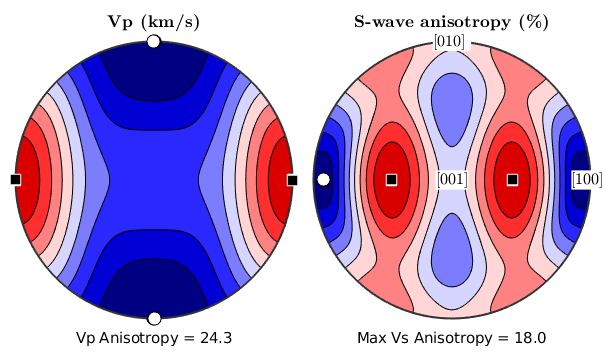 Vp (km/s)
S-wave anisotropy (%)
[010]
[001]
[100]
Vp Anisotropy = 24.3
Max Vs Anisotropy = 18.0